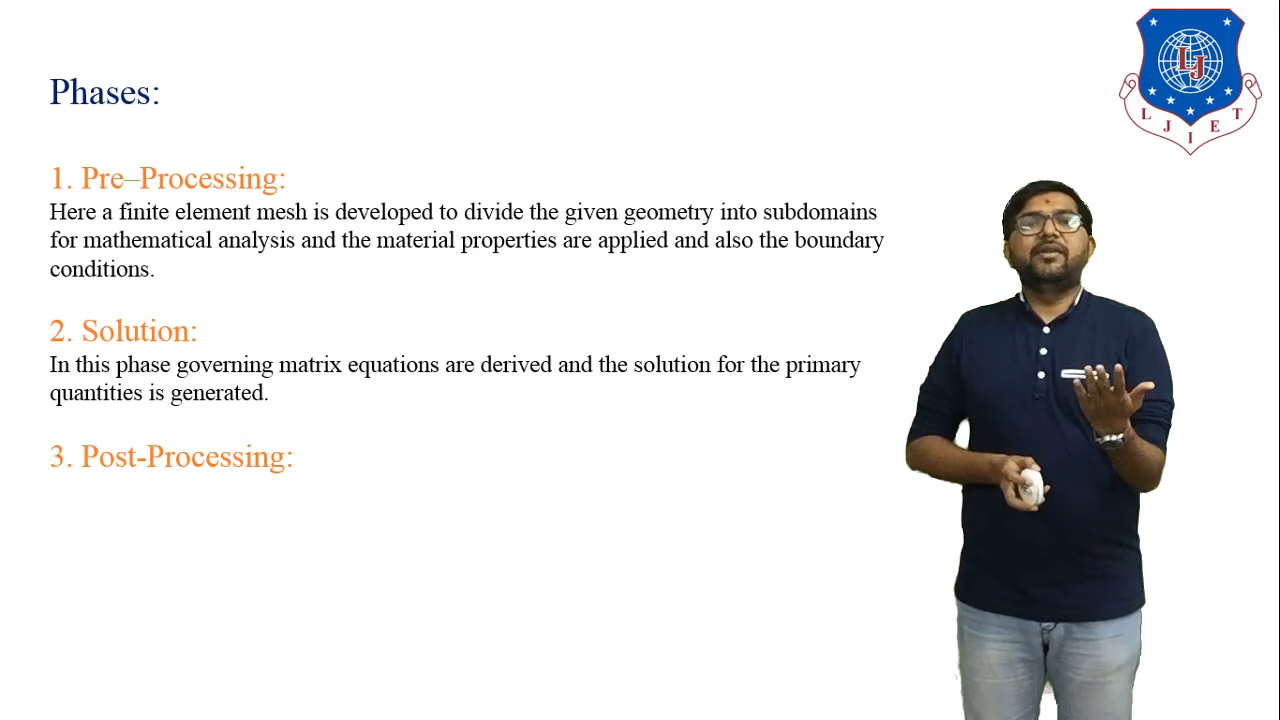 Phases:
1. Pre–Processing:
Here a finite element mesh is developed to divide the given geometry into subdomains
for mathematical analysis and the material properties are applied and also the boundary
conditions.
2. Solution:
In this phase governing matrix equations are derived and the solution for the primary
quantities is generated.
3. Post-Processing:
LJ
L J I E T